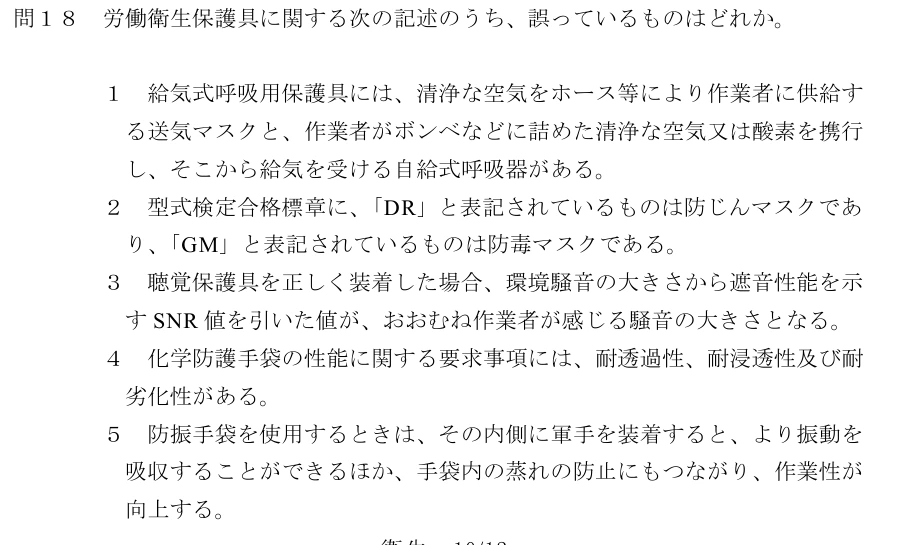 問１８　労働衛生保護具に関する次の記述のうち、誤っているものはどれか。
１　給気式呼吸用保護具には、清浄な空気をホース等により作業者に供給す
る送気マスクと、作業者がボンベなどに詰めた清浄な空気又は酸素を携行
し、そこから給気を受ける自給式呼吸器がある。
２　型式検定合格標章に、「DR」と表記されているものは防じんマスクであ
り、「GM」と表記されているものは防毒マスクである。
３　聴覚保護具を正しく装着した場合、環境騒音の大きさから遮音性能を示
す SNR 値を引いた値が、おおむね作業者が感じる騒音の大きさとなる。
４　化学防護手袋の性能に関する要求事項には、耐透過性、耐浸透性及び耐
劣化性がある。
５　防振手袋を使用するときは、その内側に軍手を装着すると、より振動を
吸収することができるほか、手袋内の蒸れの防止にもつながり、作業性が
向上する。